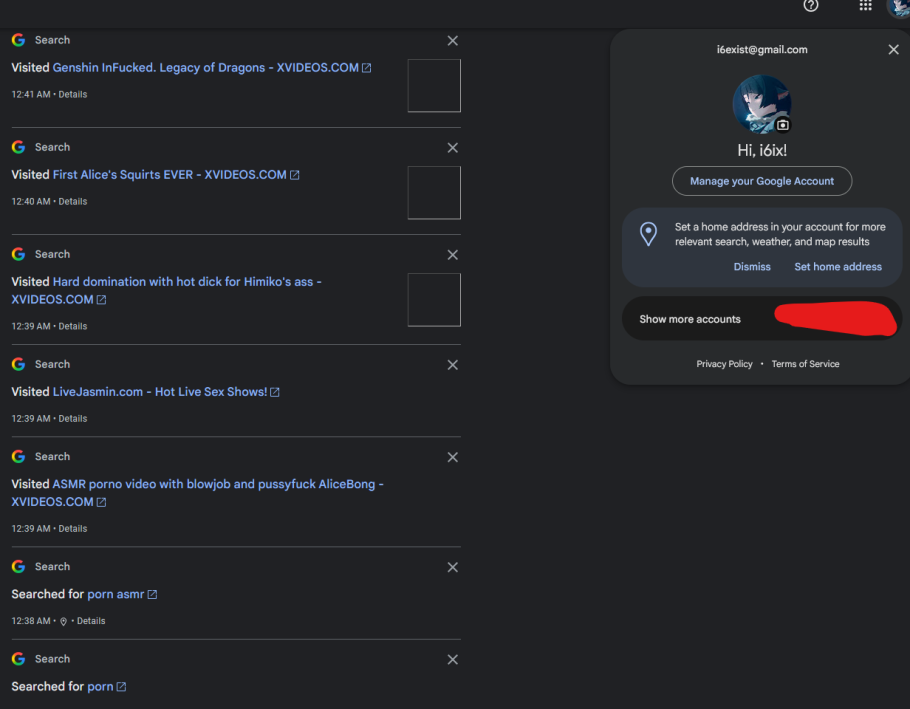 Search
Visited Genshin InFucked. Legacy of Dragons - XVIDEOS.COM
12:41 AM • Details
Search
Visited First Alice's Squirts EVER - XVIDEOS.COM
12:40 AM • Details
Search
Visited Hard domination with hot dick for Himiko's ass -
XVIDEOS.COM
12:39 AM • Details
Search
Visited LiveJasmin.com - Hot Live Sex Shows!
12:39 AM • Details
Search
Visited ASMR porno video with blowjob and pussyfuck AliceBong -
XVIDEOS.COM
12:39 AM • Details
Search
Searched for porn asmr
12:38 AM • • Details
Search
Searched for porn
i6exist@gmail.com
Hi, i6ix!
Manage your Google Account
Set a home address in your account for more
relevant search, weather, and map results
Dismiss Set home address
Show more accounts
Privacy Policy • Terms of Service